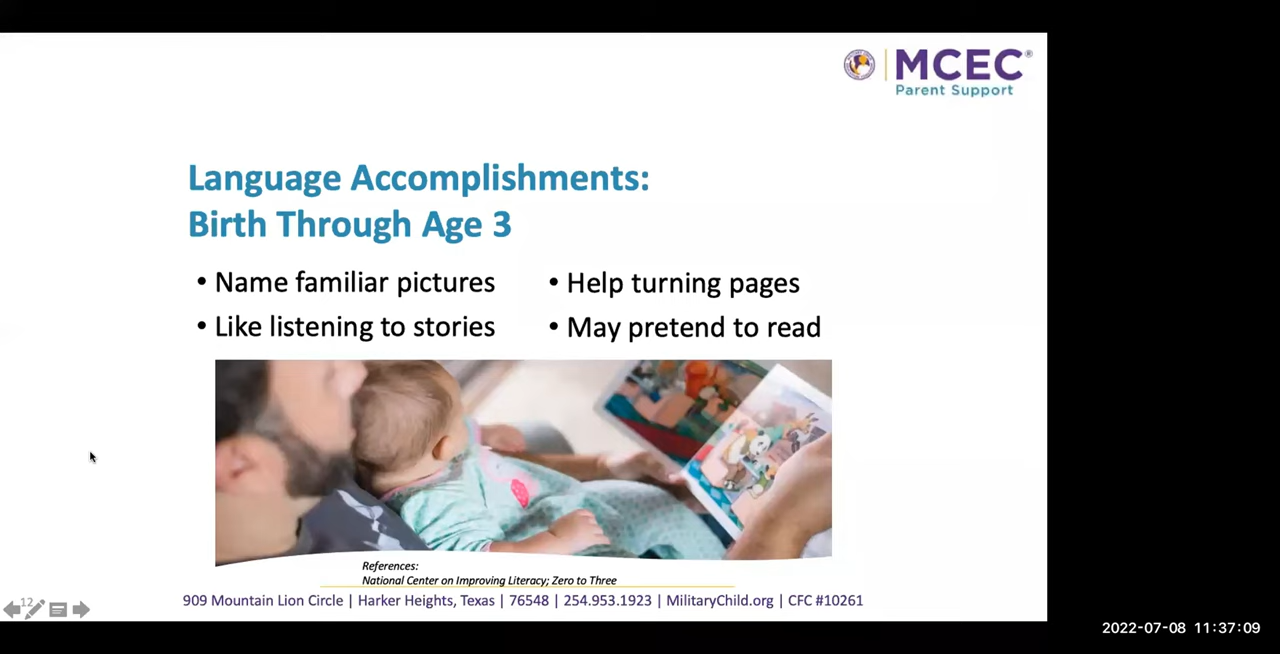 MCEC®
Parent Support
Language Accomplishments:
Birth Through Age 3
• Name familiar pictures
• Like listening to stories
• Help turning pages
• May pretend to read
References:
National Center on Improving Literacy; Zero to Three
909 Mountain Lion Circle | Harker Heights, Texas | 76548 | 254.953.1923 | MilitaryChild.org | CFC #10261
12
2022-07-08 11:37:09